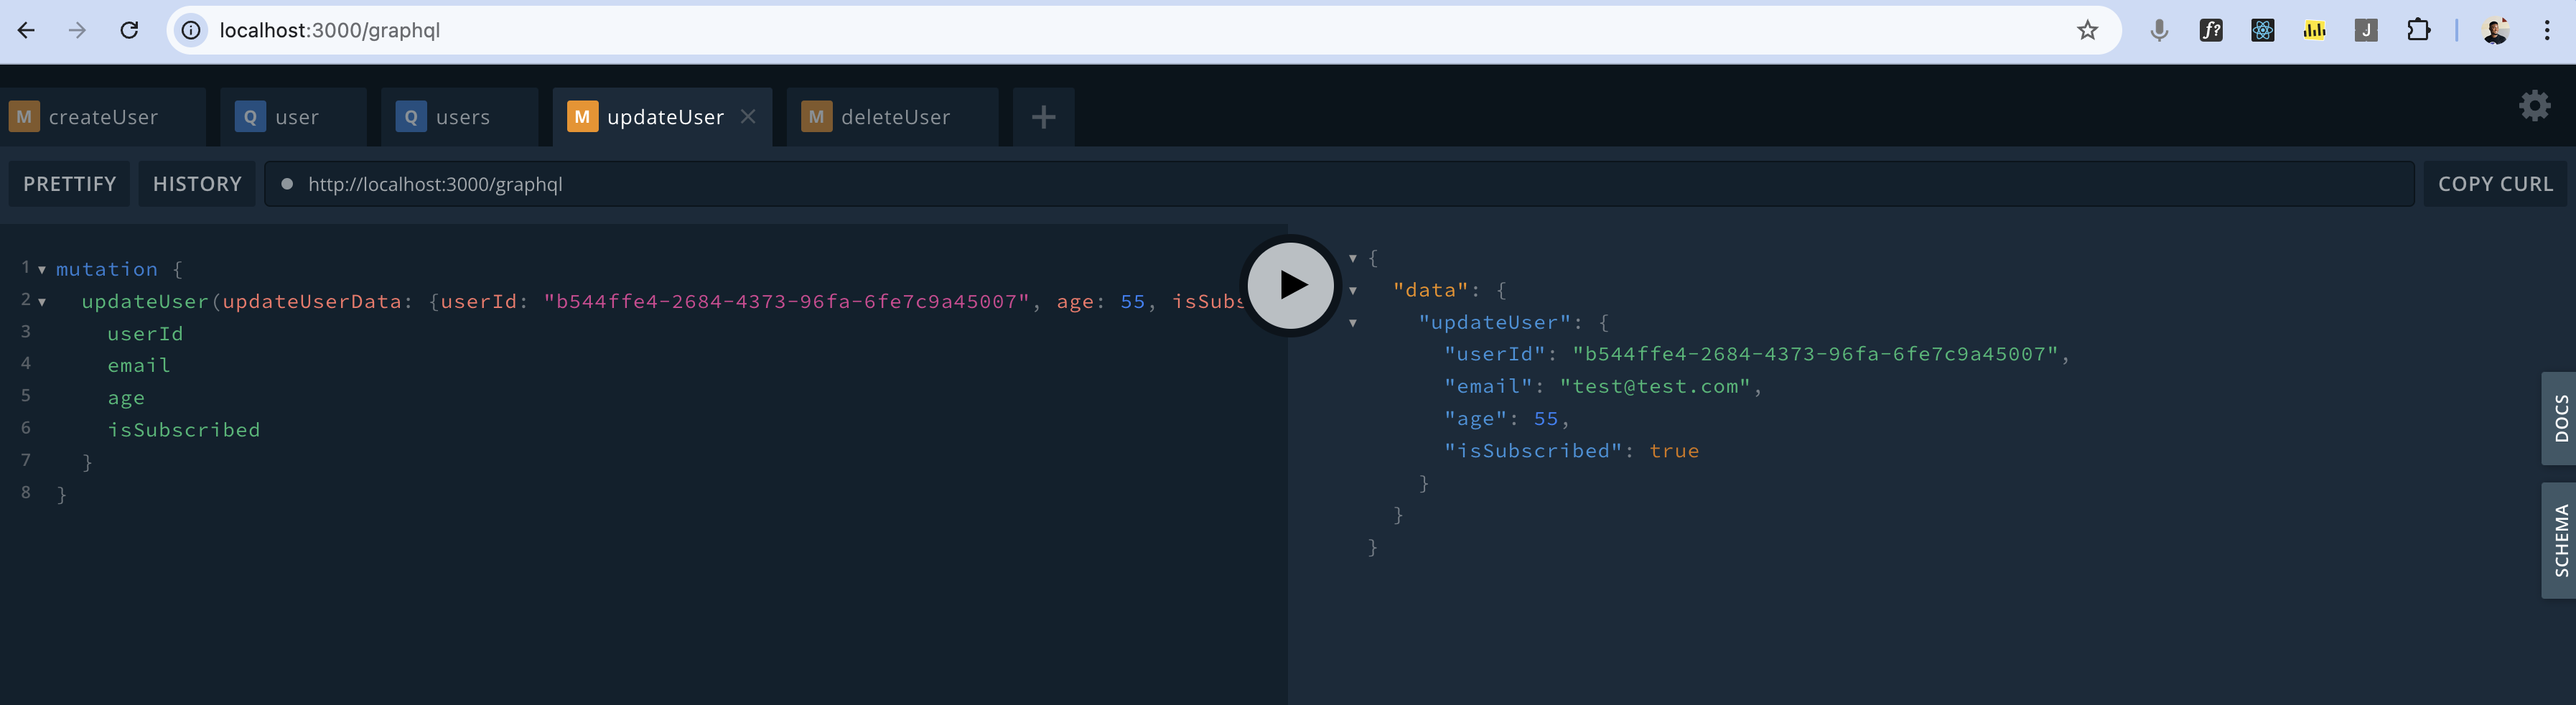 localhost:3000/graphql
f?
J
M createUser
Q user
Q users
M updateUser
M deleteUser
PRETTIFY
HISTORY
http://localhost:3000/graphql
COPY CURL
1 mutation {
2 updateUser(updateUserData: {userId: "b544ffe4-2684-4373-96fa-6fe7c9a45007", age: 55, isSubs
3 userId
4 email
5 age
6 isSubscribed
7 }
8 }
{
"data": {
"updateUser": {
"userId": "b544ffe4-2684-4373-96fa-6fe7c9a45007",
"email": "test@test.com",
"age": 55,
"isSubscribed": true
}
}
}
DOCS
SCHEMA